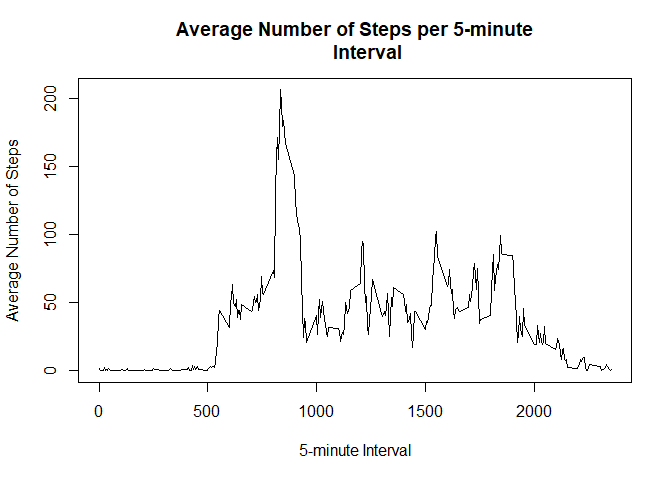 Average Number of Steps per 5-minute
Interval
Average Number of Steps
200
150
100
50
0
0 500 1000 1500 2000
5-minute Interval